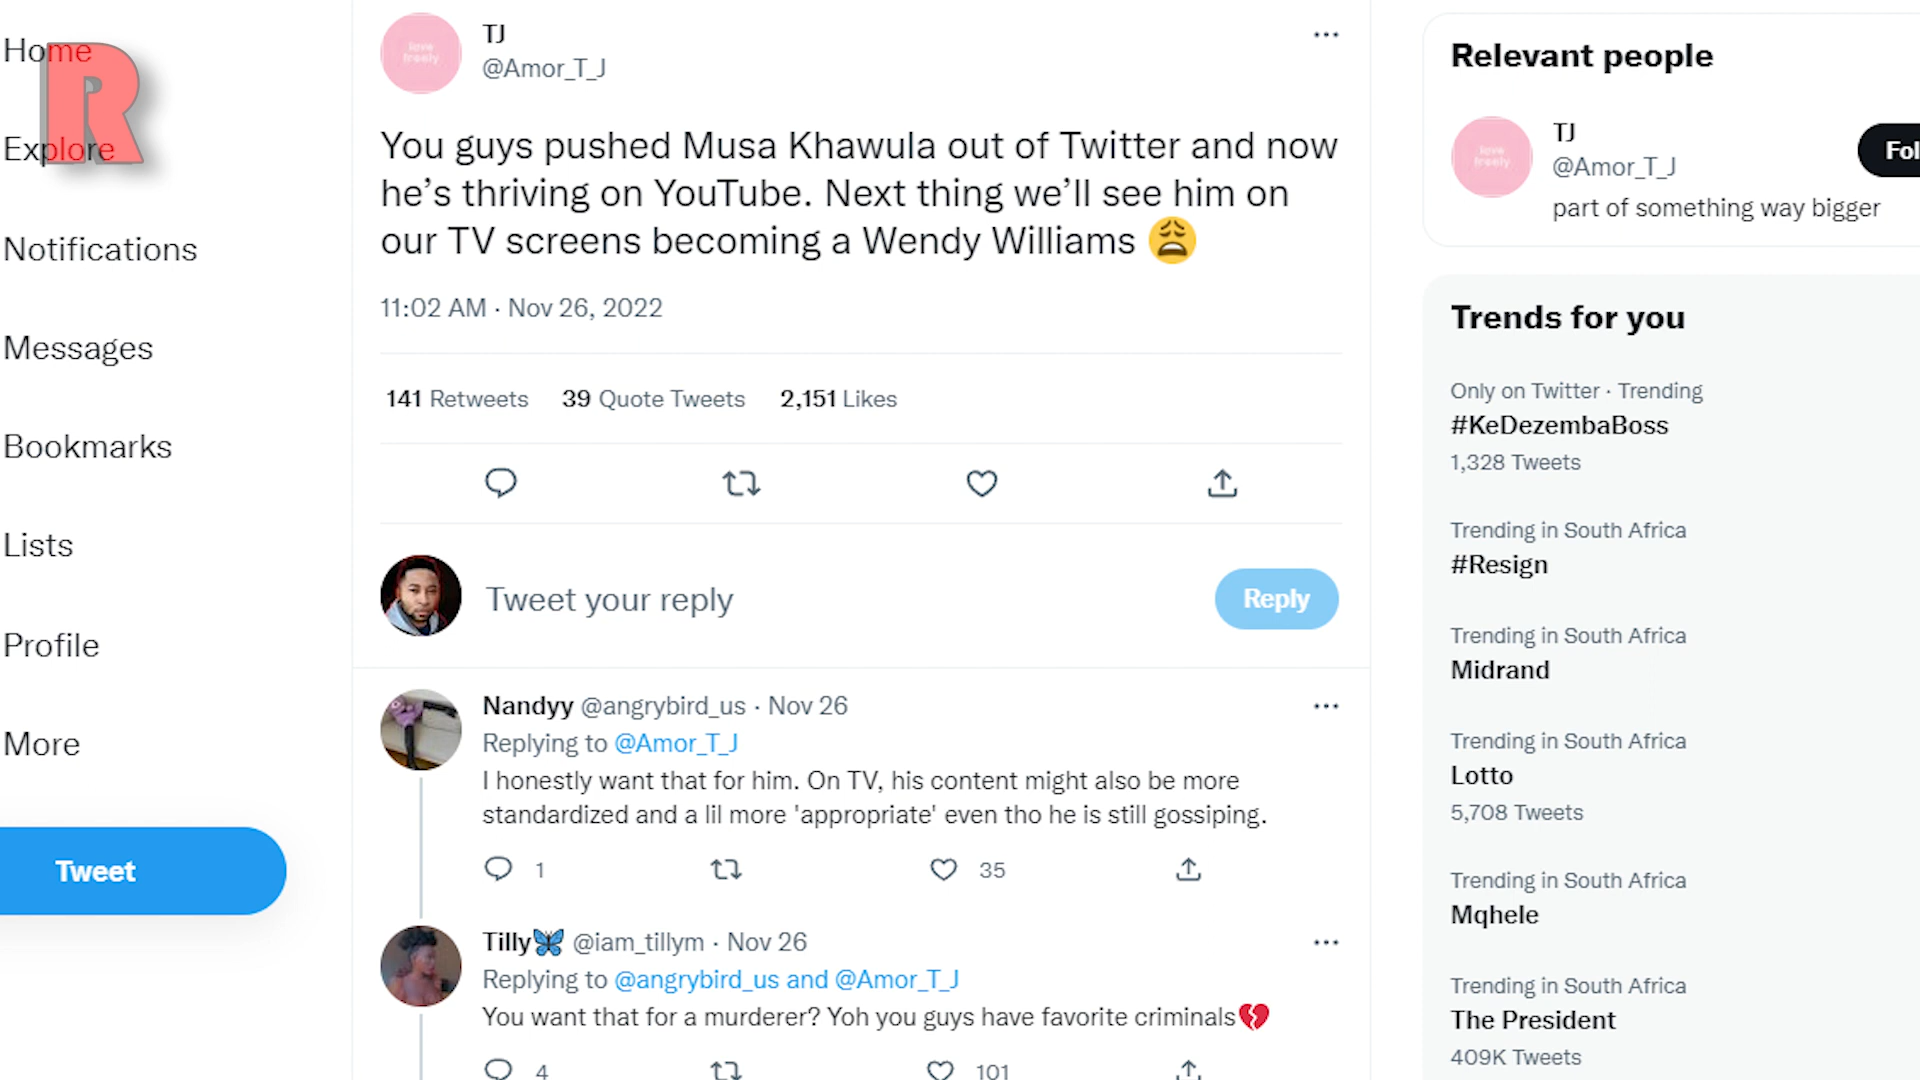 Home
R
Explore
Notifications
Messages
Bookmarks
Lists
Profile
More
Tweet
love
freely
TJ
@Amor_T_J
You guys pushed Musa Khawula out of Twitter and now
he’s thriving on YouTube. Next thing we’ll see him on
our TV screens becoming a Wendy Williams 😩
11:02 AM · Nov 26, 2022
141 Retweets 39 Quote Tweets 2,151 Likes
Tweet your reply
Reply
Nandyy @angrybird_us · Nov 26
Replying to @Amor_T_J
I honestly want that for him. On TV, his content might also be more
standardized and a lil more 'appropriate' even tho he is still gossiping.
1 35
Tilly🦋 @iam_tillym · Nov 26
Replying to @angrybird_us and @Amor_T_J
You want that for a murderer? Yoh you guys have favorite criminals💔
4 101
Relevant people
love
freely
TJ
@Amor_T_J
Fol
part of something way bigger
Trends for you
Only on Twitter · Trending
#KeDezembaBoss
1,328 Tweets
Trending in South Africa
#Resign
Trending in South Africa
Midrand
Trending in South Africa
Lotto
5,708 Tweets
Trending in South Africa
Mqhele
Trending in South Africa
The President
409K Tweets